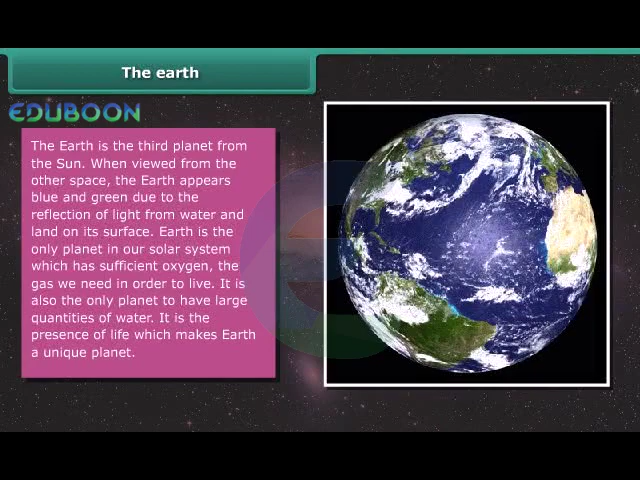 The earth
EDUBOON
The Earth is the third planet from
the Sun. When viewed from the
other space, the Earth appears
blue and green due to the
reflection of light from water and
land on its surface. Earth is the
only planet in our solar system
which has sufficient oxygen, the
gas we need in order to live. It is
also the only planet to have large
quantities of water. It is the
presence of life which makes Earth
a unique planet.